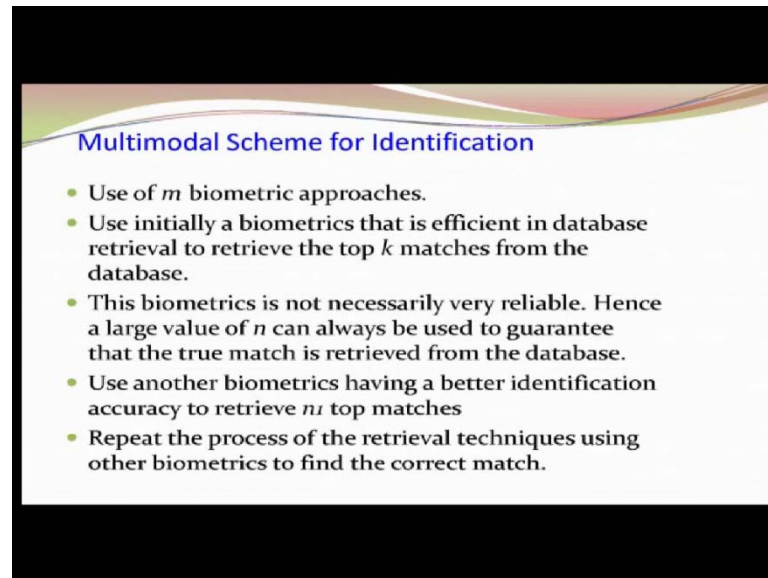 Multimodal Scheme for Identification
• Use of m biometric approaches.
• Use initially a biometrics that is efficient in database
retrieval to retrieve the top k matches from the
database.
• This biometrics is not necessarily very reliable. Hence
a large value of n can always be used to guarantee
that the true match is retrieved from the database.
• Use another biometrics having a better identification
accuracy to retrieve n1 top matches
• Repeat the process of the retrieval techniques using
other biometrics to find the correct match.